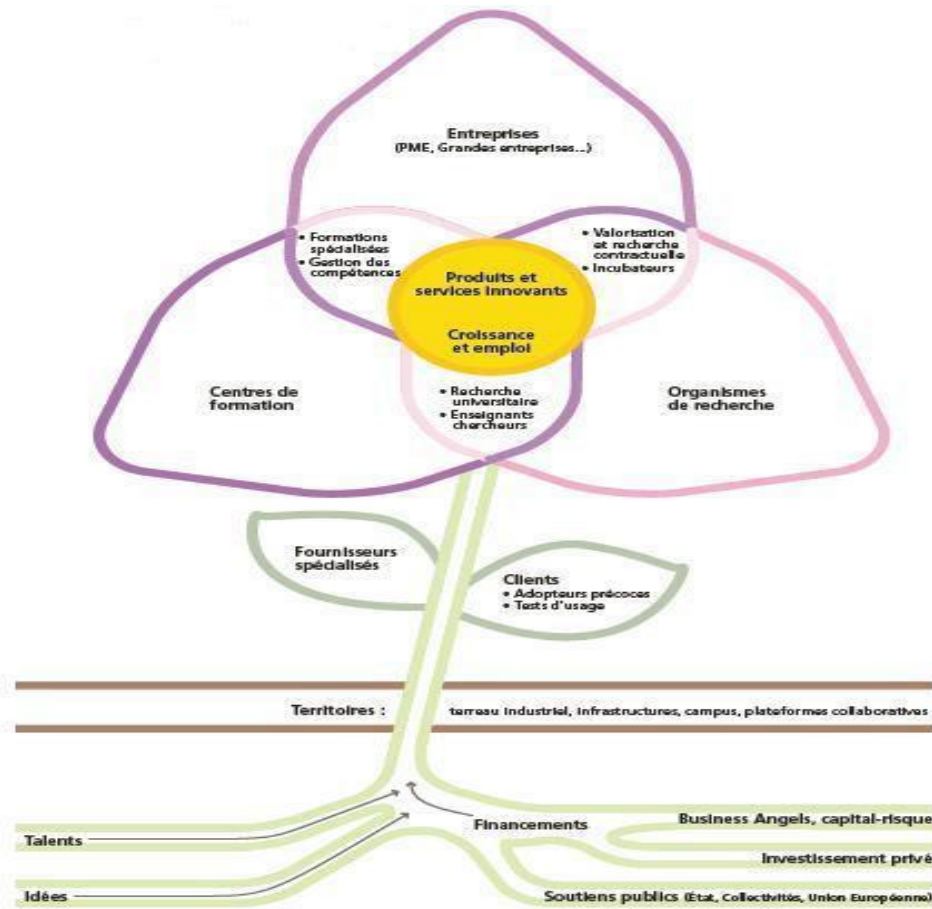 Entreprises
(PME, Grandes entreprises...)
• Formations
spécialisées
• Gestion des
compétences
• Valorisation
et recherche
contractuelle
• Incubateurs
Produits et
services innovants
Croissance
et emploi
Centres de
formation
• Recherche
universitaire
• Enseignants
chercheurs
Organismes
de recherche
Fournisseurs
spécialisés
Clients
• Adopteurs précoces
• Tests d'usage
Territoires : terreau industriel, infrastructures, campus, plateformes collaboratives
Talents
Idées
Financements
Business Angels, capital-risque
Investissement privé
Soutiens publics (État, Collectivités, Union Européenne)